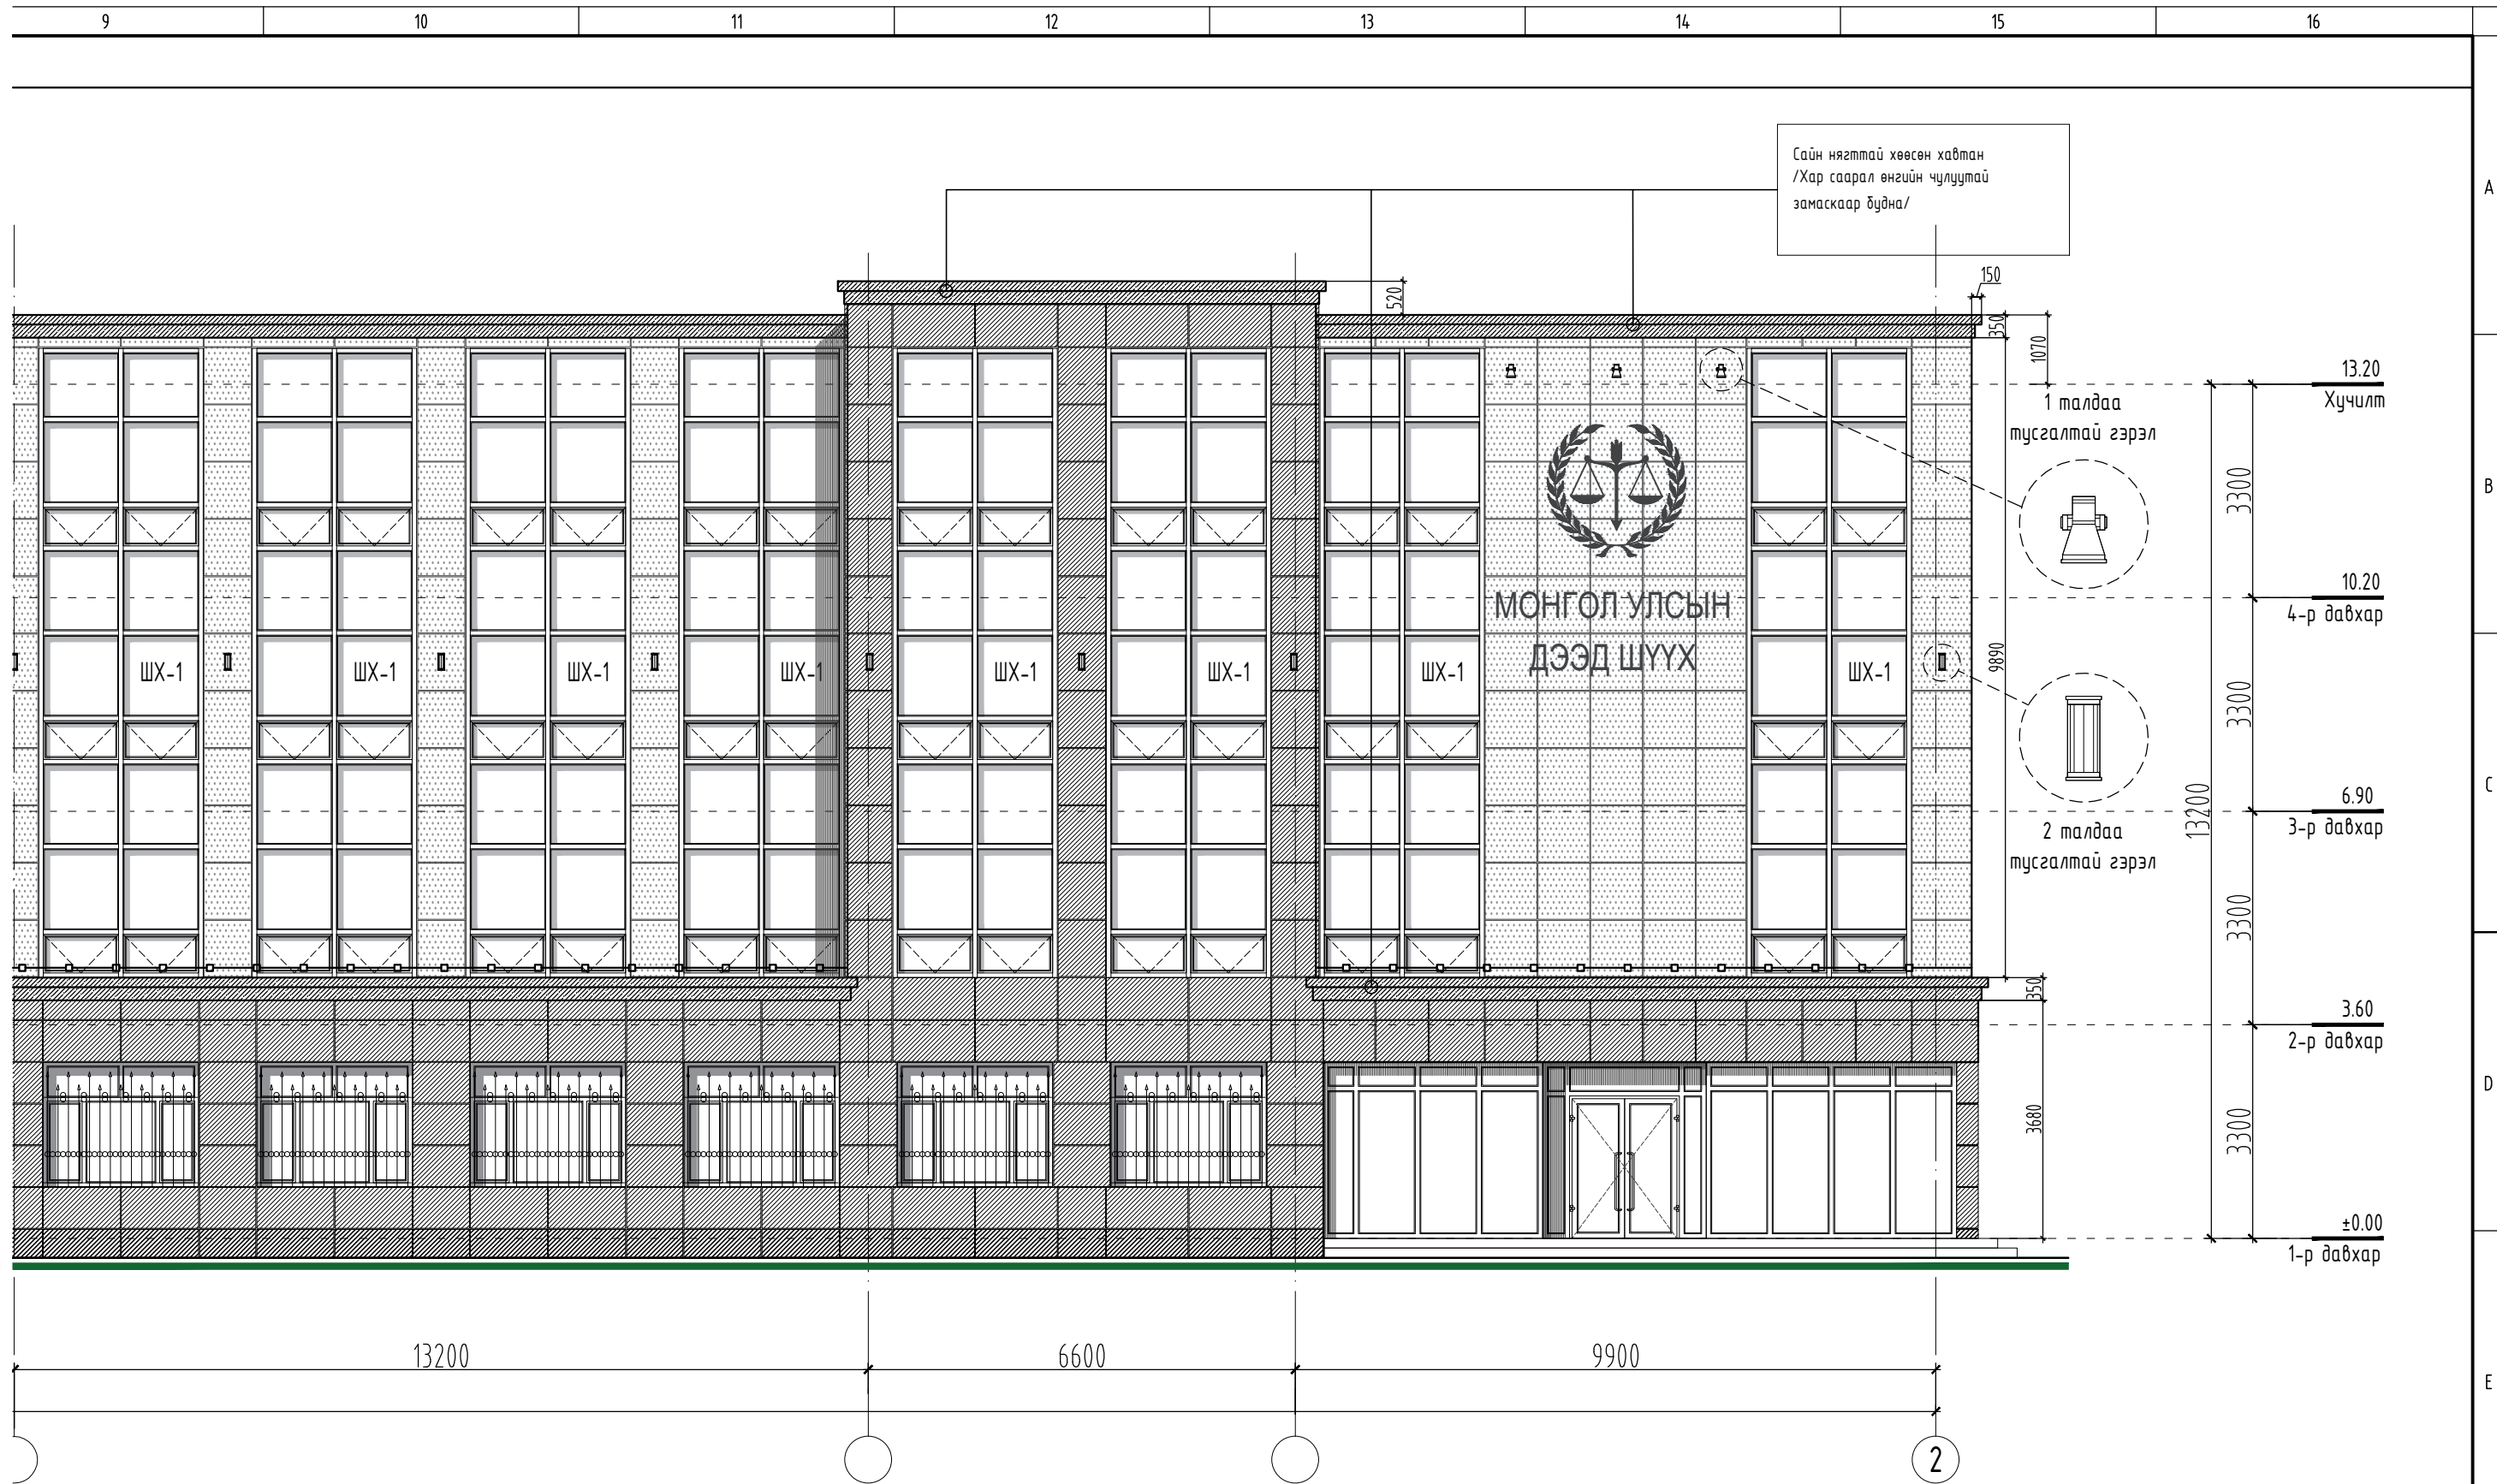 9 10 11 12 13 14 15 16
Сайн нягттай хөөсөн хавтан
/Хар саарал өнгийн чулуутай
замаскаар будна/
A
150
520
350
1070
13.20
Хучилт
1 талдаа
тусгалтай гэрэл
B
3300
10.20
4-р давхар
МОНГОЛ УЛСЫН
ДЭЭД ШҮҮХ
9890
ШХ-1 ШХ-1 ШХ-1 ШХ-1 ШХ-1 ШХ-1 ШХ-1 ШХ-1
3300
C
6.90
3-р давхар
13200
2 талдаа
тусгалтай гэрэл
3300
350
3.60
2-р давхар
D
3680
3300
±0.00
1-р давхар
13200 6600 9900
E
2